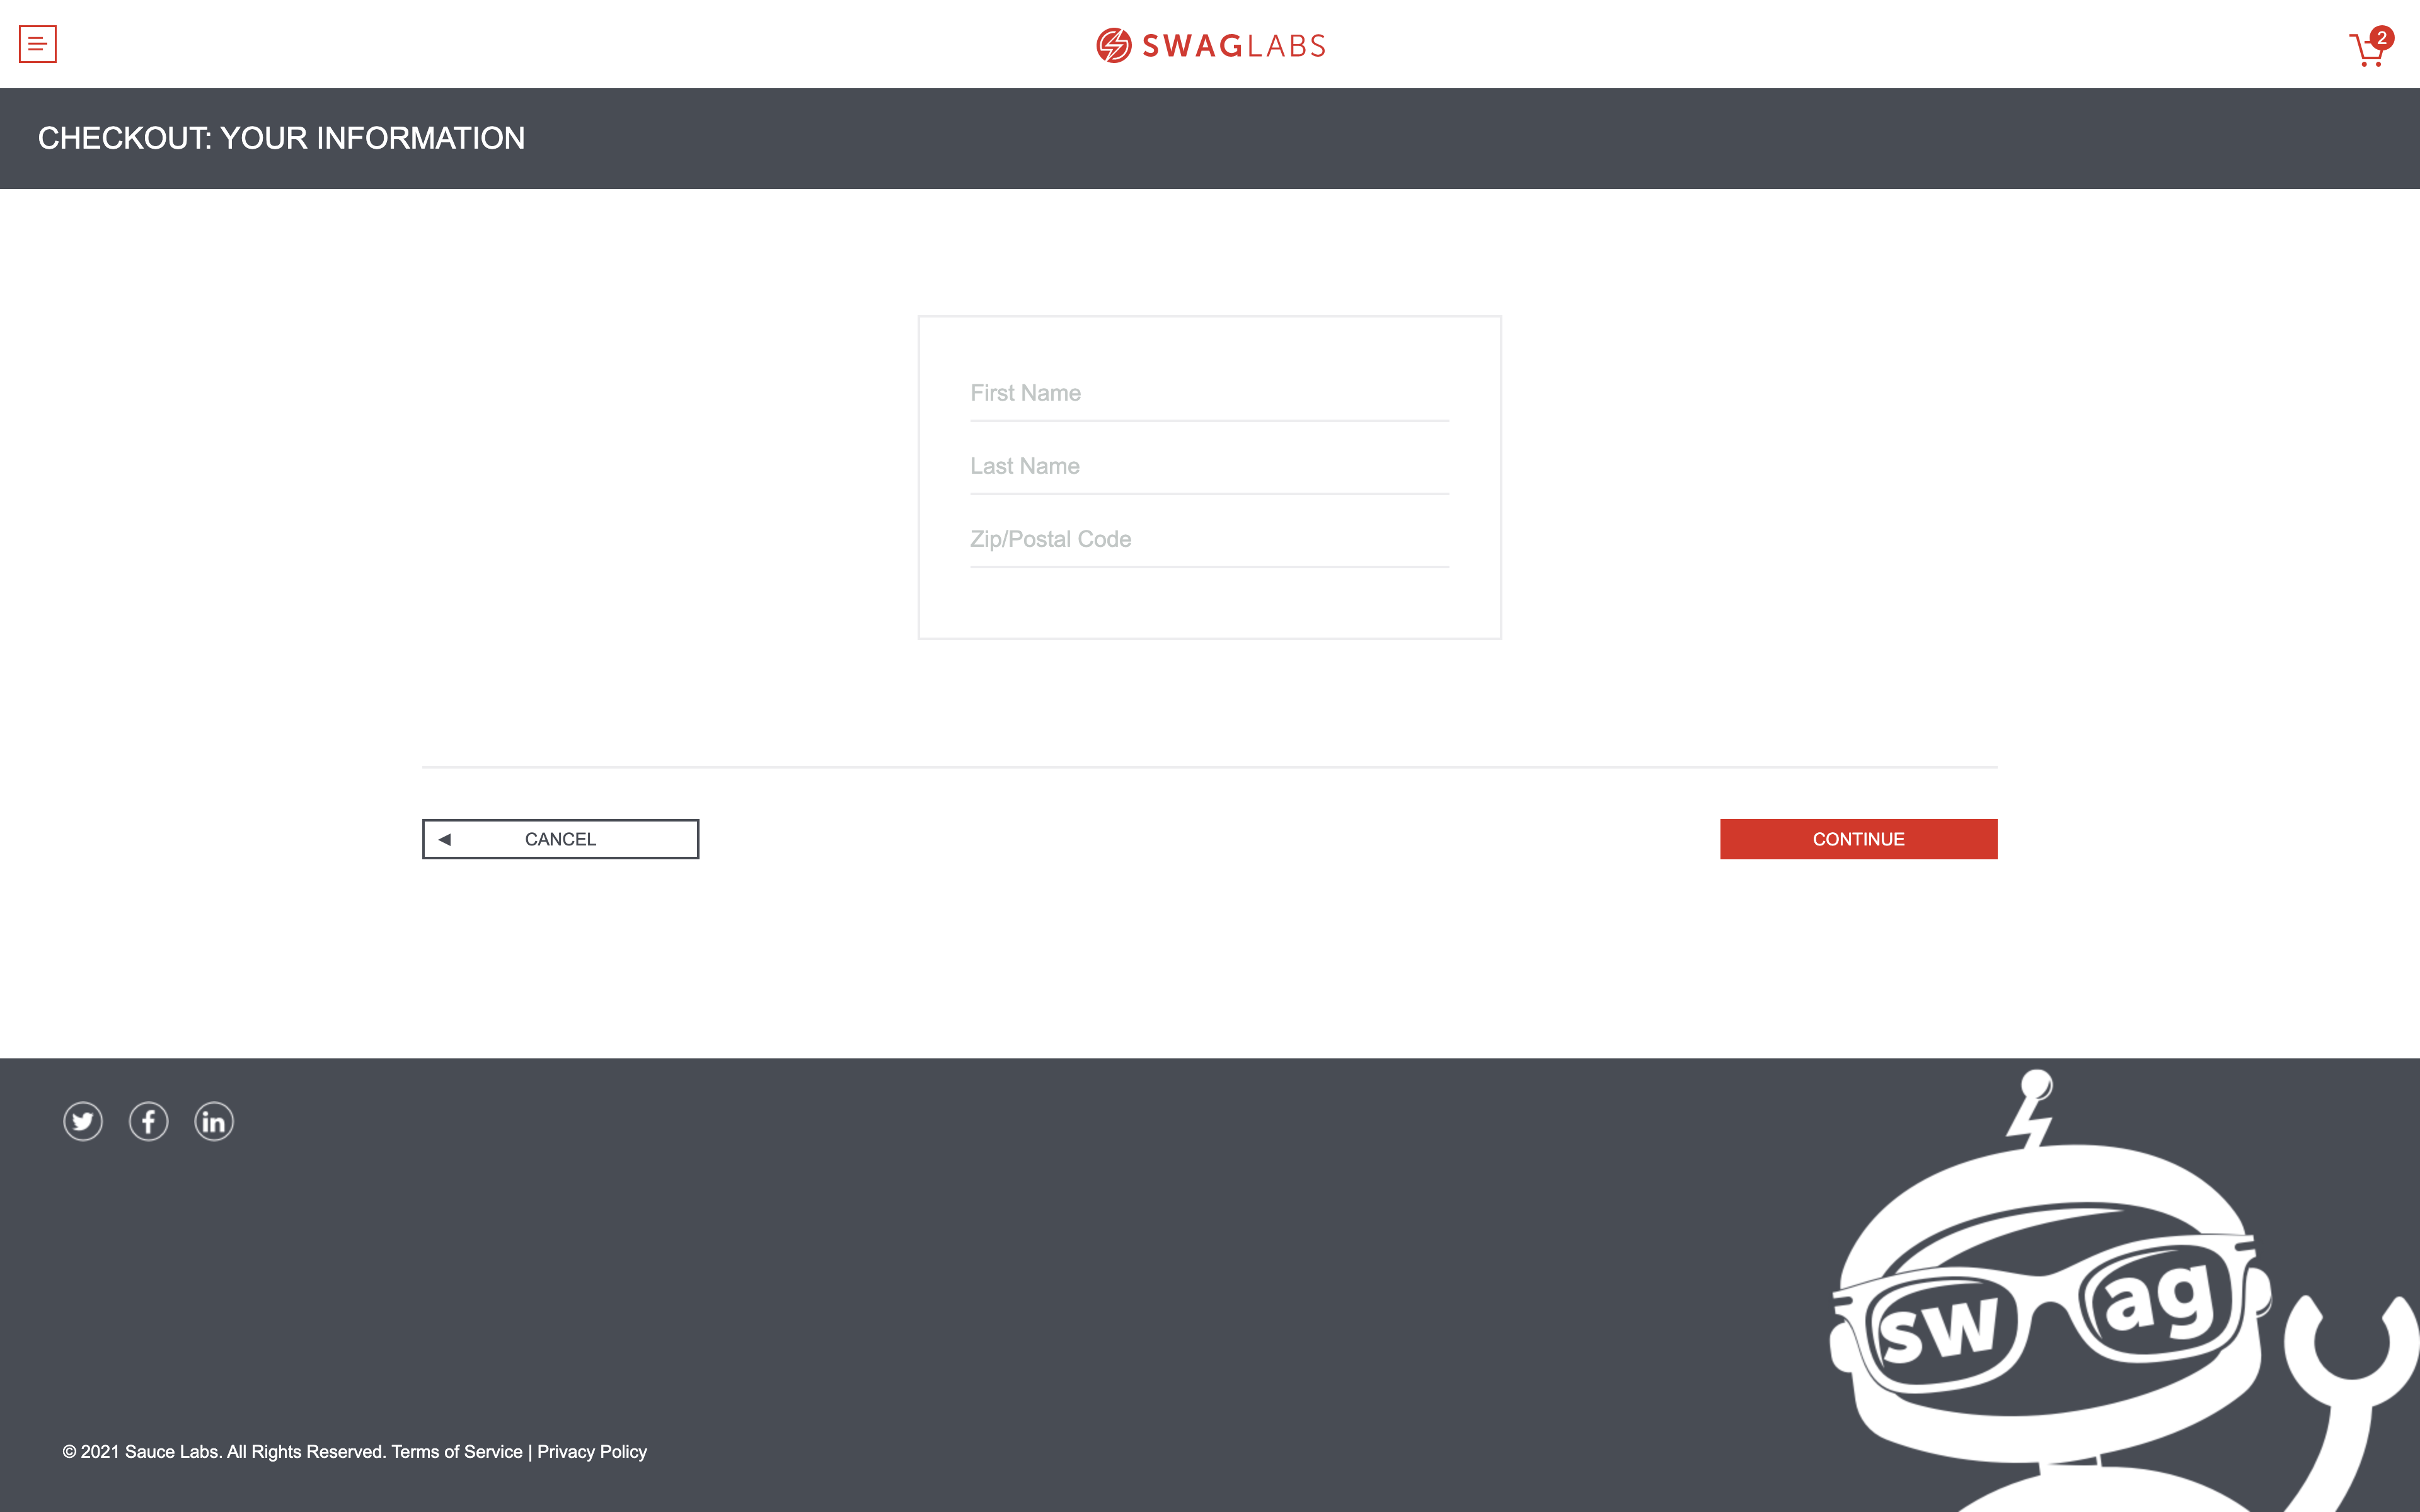 SWAGLABS
2
CHECKOUT: YOUR INFORMATION
First Name
Last Name
Zip/Postal Code
CANCEL
CONTINUE
sw ag
© 2021 Sauce Labs. All Rights Reserved. Terms of Service | Privacy Policy